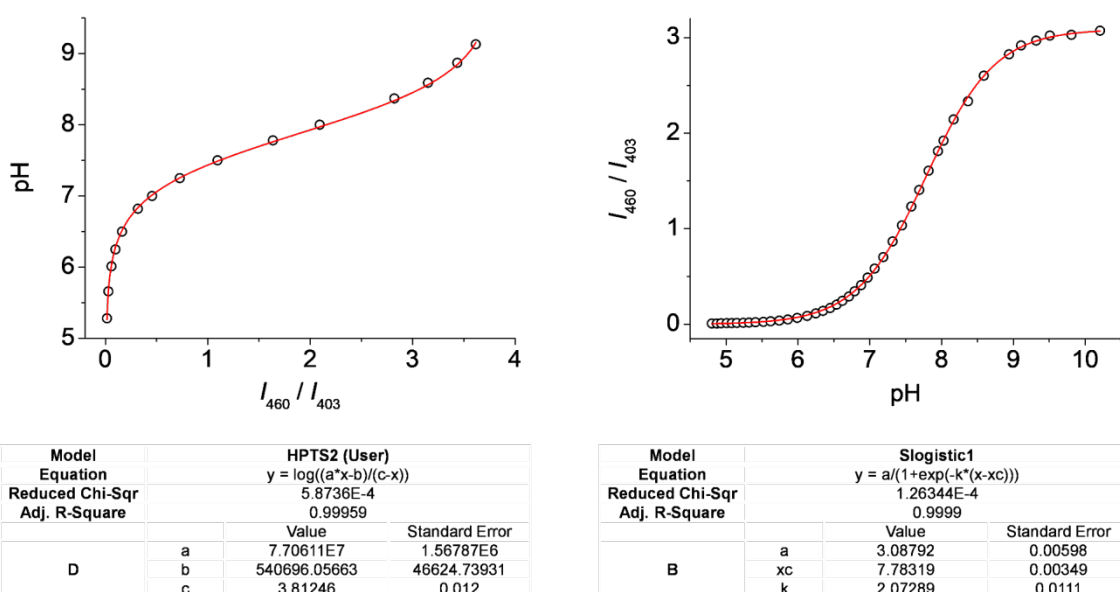 9
8
7
6
5
pH
0 1 2 3 4
I460 / I403
3
2
1
0
I460 / I403
5 6 7 8 9 10
pH
Model HPTS2 (User)
Equation y = log((a*x-b)/(c-x))
Reduced Chi-Sqr 5.8736E-4
Adj. R-Square 0.99959
Value Standard Error
a 7.70611E7 1.56787E6
D b 540696.05663 46624.73931
c 3.81246 0.012
Model Slogistic1
Equation y = a/(1+exp(-k*(x-xc)))
Reduced Chi-Sqr 1.26344E-4
Adj. R-Square 0.9999
Value Standard Error
a 3.08792 0.00598
B xc 7.78319 0.00349
k 2.07289 0.0111